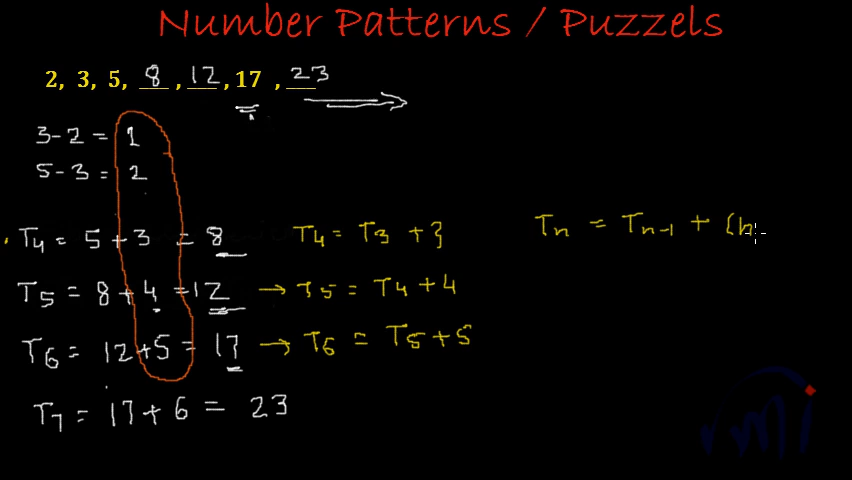 Number Patterns / Puzzels
2, 3, 5, 8, 12, 17, 23
3-2 = 1
5-3 = 2
T4 = 5 + 3 = 8 T4 = T3 + 3 Tn = Tn-1 + (n
T5 = 8 + 4 = 12 → T5 = T4 + 4
T6 = 12 + 5 = 17 → T6 = T5 + 5
T7 = 17 + 6 = 23
rmi